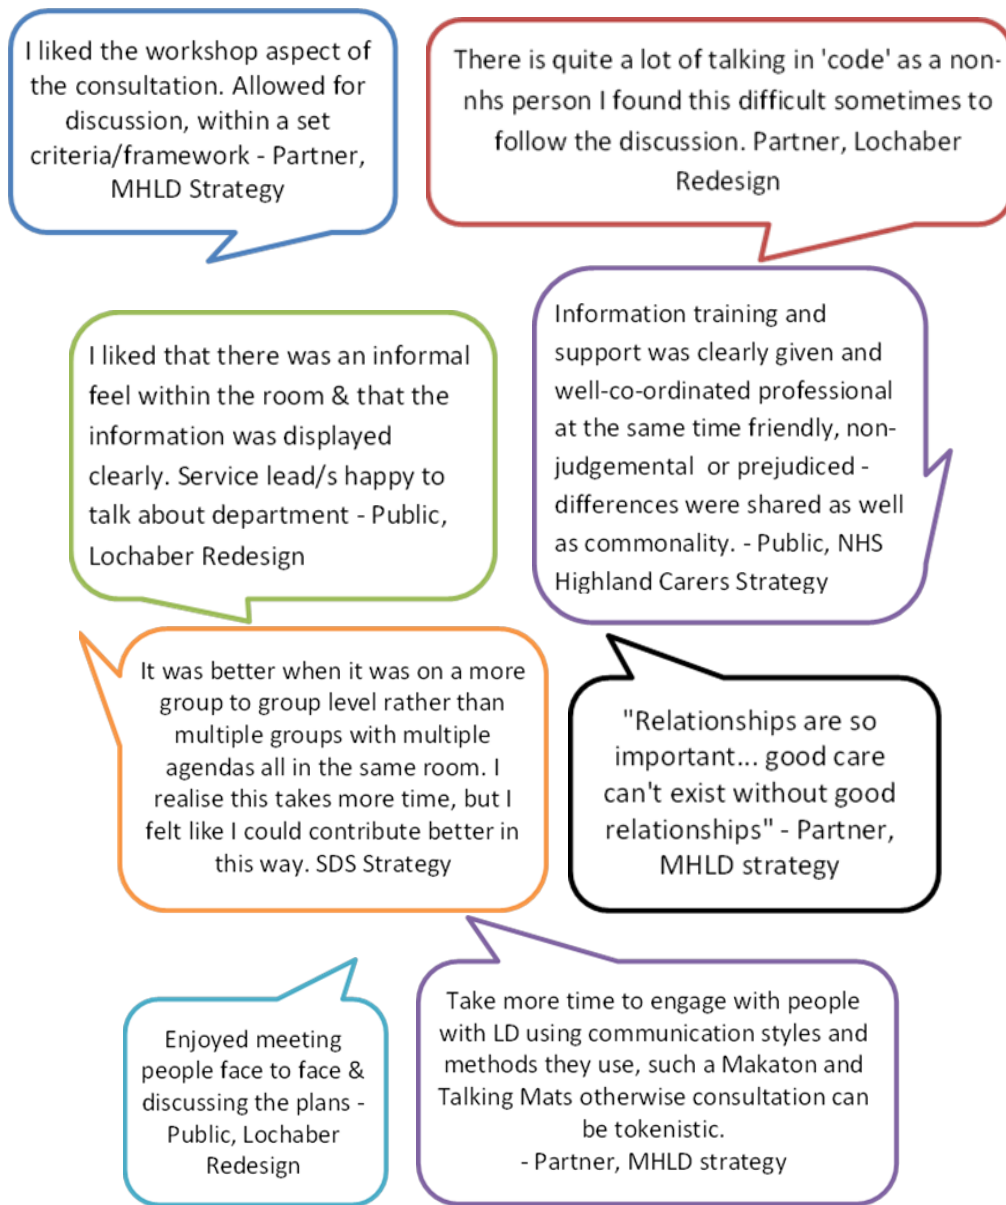 I liked the workshop aspect of
the consultation. Allowed for
discussion, within a set
criteria/framework - Partner,
MHLD Strategy
There is quite a lot of talking in 'code' as a non-
nhs person I found this difficult sometimes to
follow the discussion. Partner, Lochaber
Redesign
I liked that there was an informal
feel within the room & that the
information was displayed
clearly. Service lead/s happy to
talk about department - Public,
Lochaber Redesign
Information training and
support was clearly given and
well-co-ordinated professional
at the same time friendly, non-
judgemental or prejudiced -
differences were shared as well
as commonality. - Public, NHS
Highland Carers Strategy
It was better when it was on a more
group to group level rather than
multiple groups with multiple
agendas all in the same room. I
realise this takes more time, but I
felt like I could contribute better in
this way. SDS Strategy
"Relationships are so
important... good care
can't exist without good
relationships" - Partner,
MHLD strategy
Enjoyed meeting
people face to face &
discussing the plans -
Public, Lochaber
Redesign
Take more time to engage with people
with LD using communication styles and
methods they use, such a Makaton and
Talking Mats otherwise consultation can
be tokenistic.
- Partner, MHLD strategy